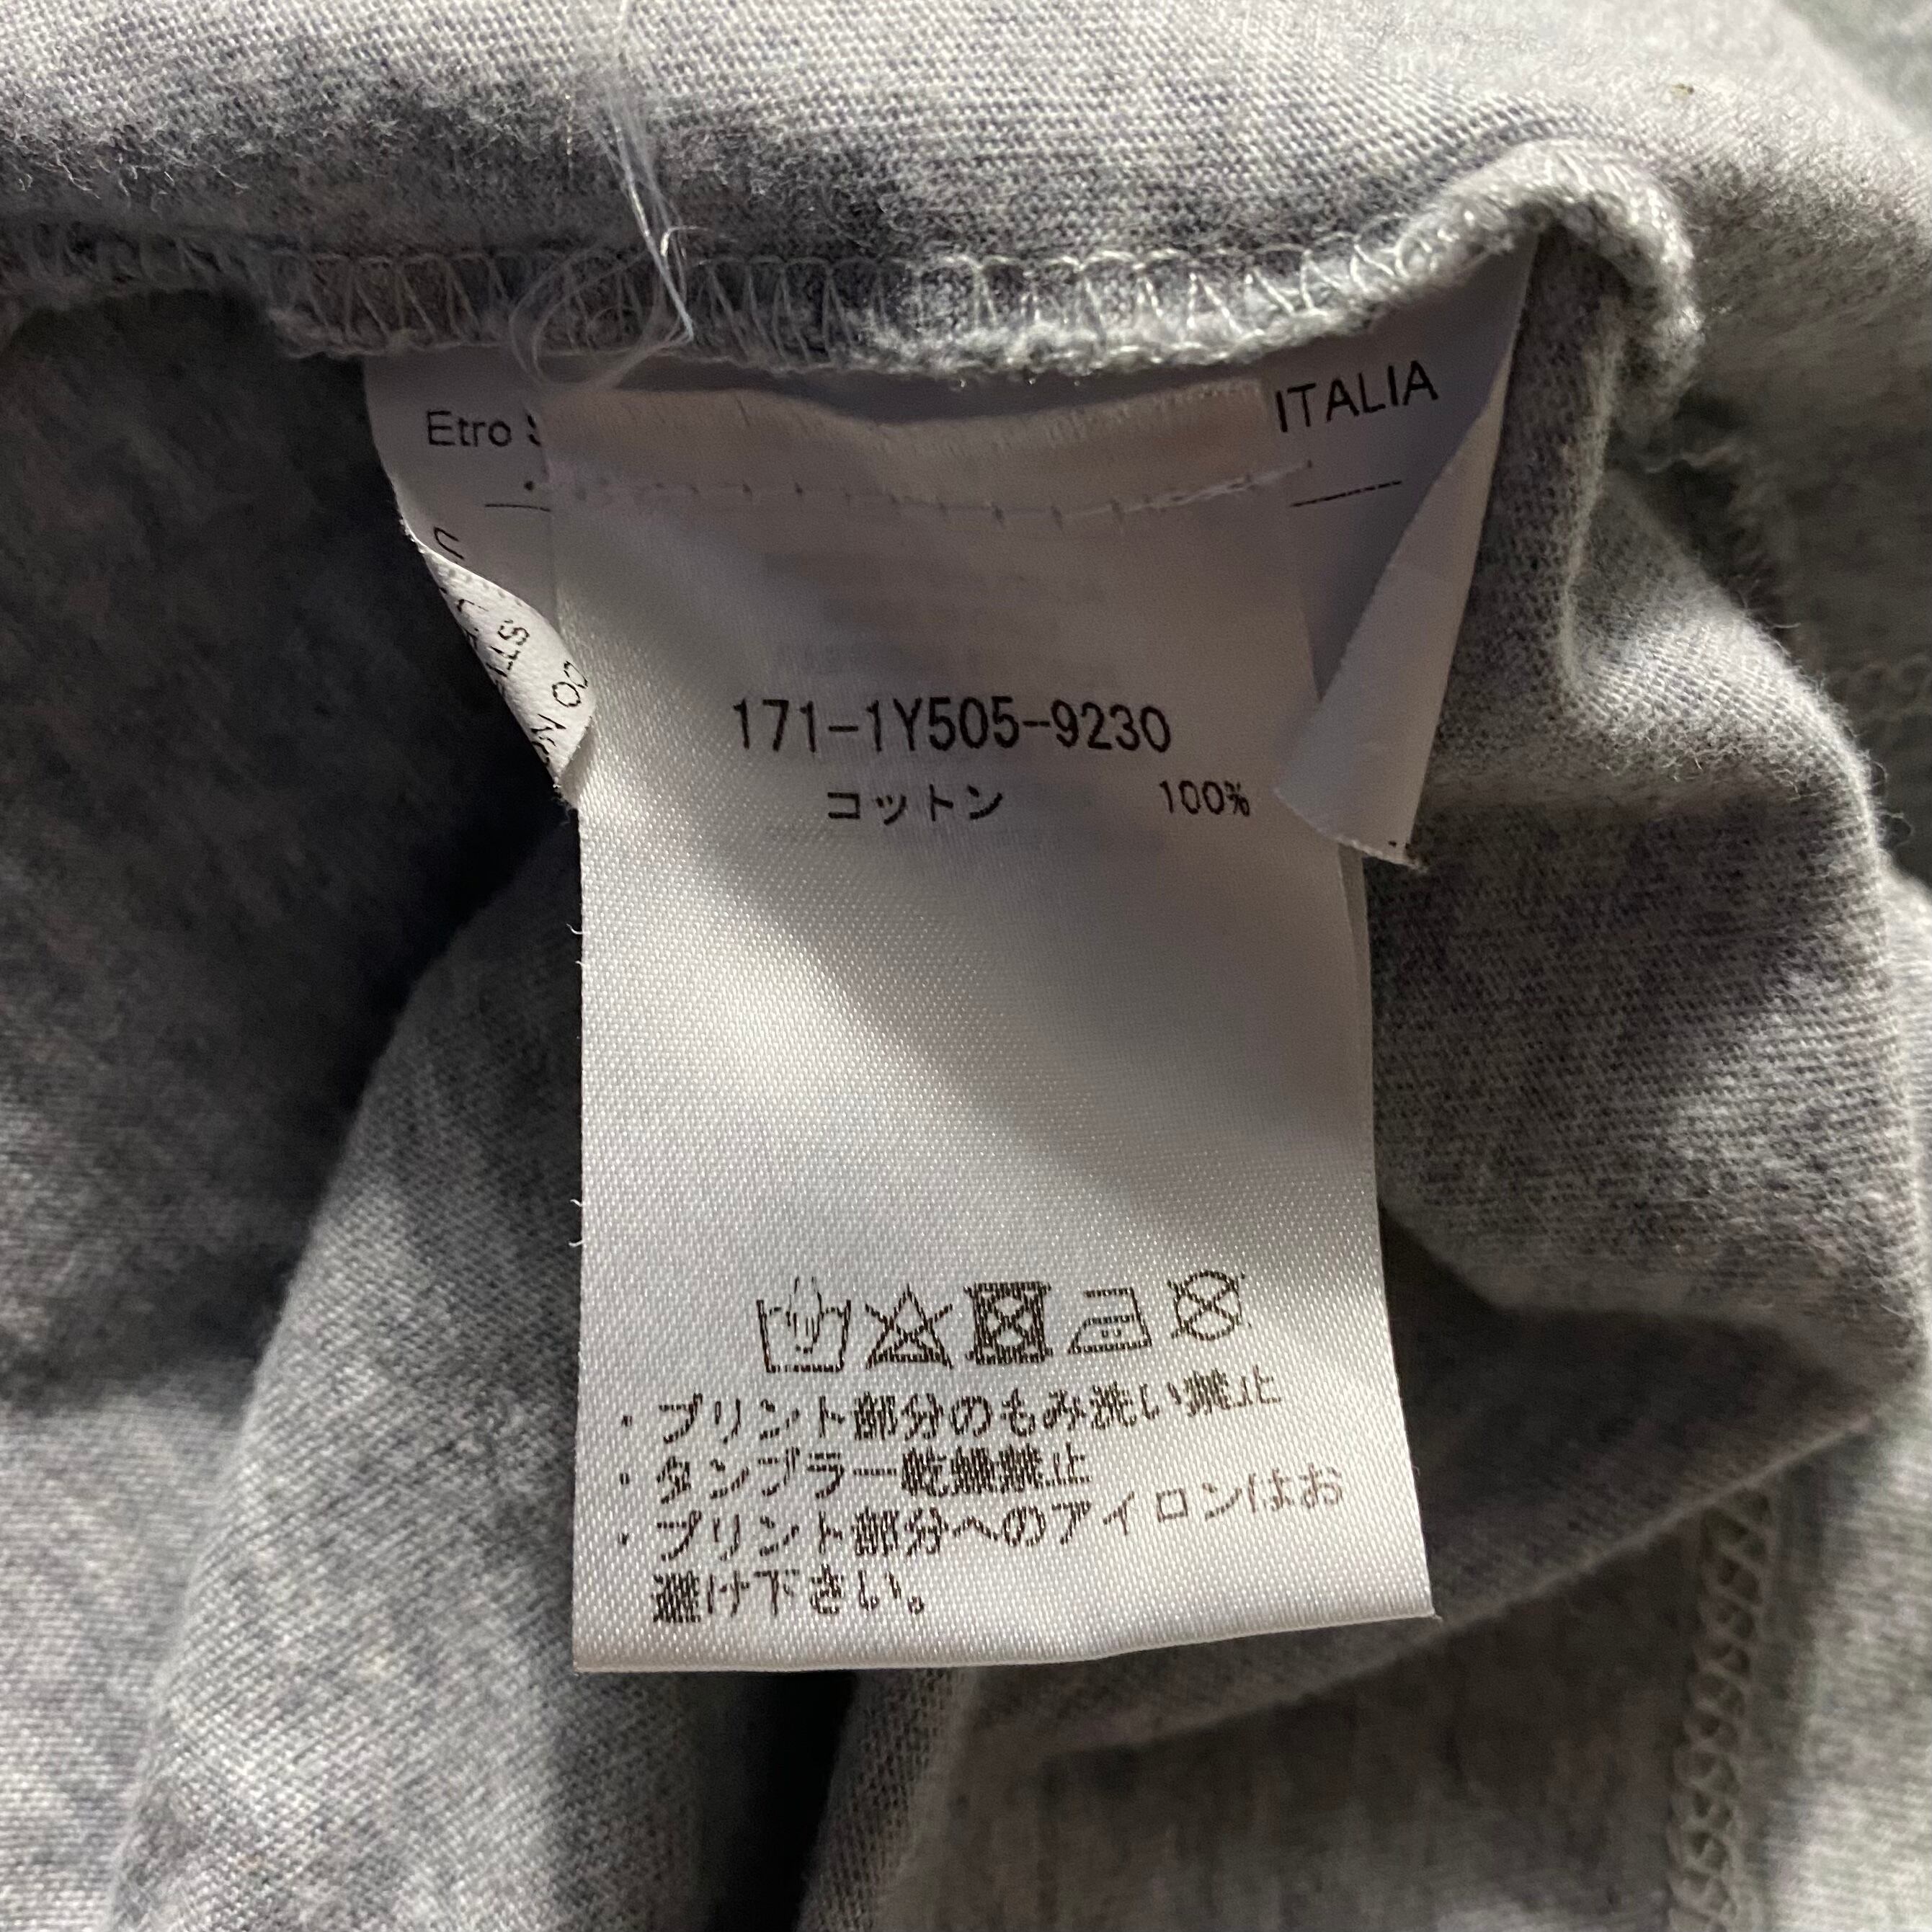 Etro
ITALIA
171-1Y505-9230
コットン 100%
・プリント部分のもみ洗い禁止
・タンブラー乾燥禁止
・プリント部分へのアイロンはお
避け下さい。